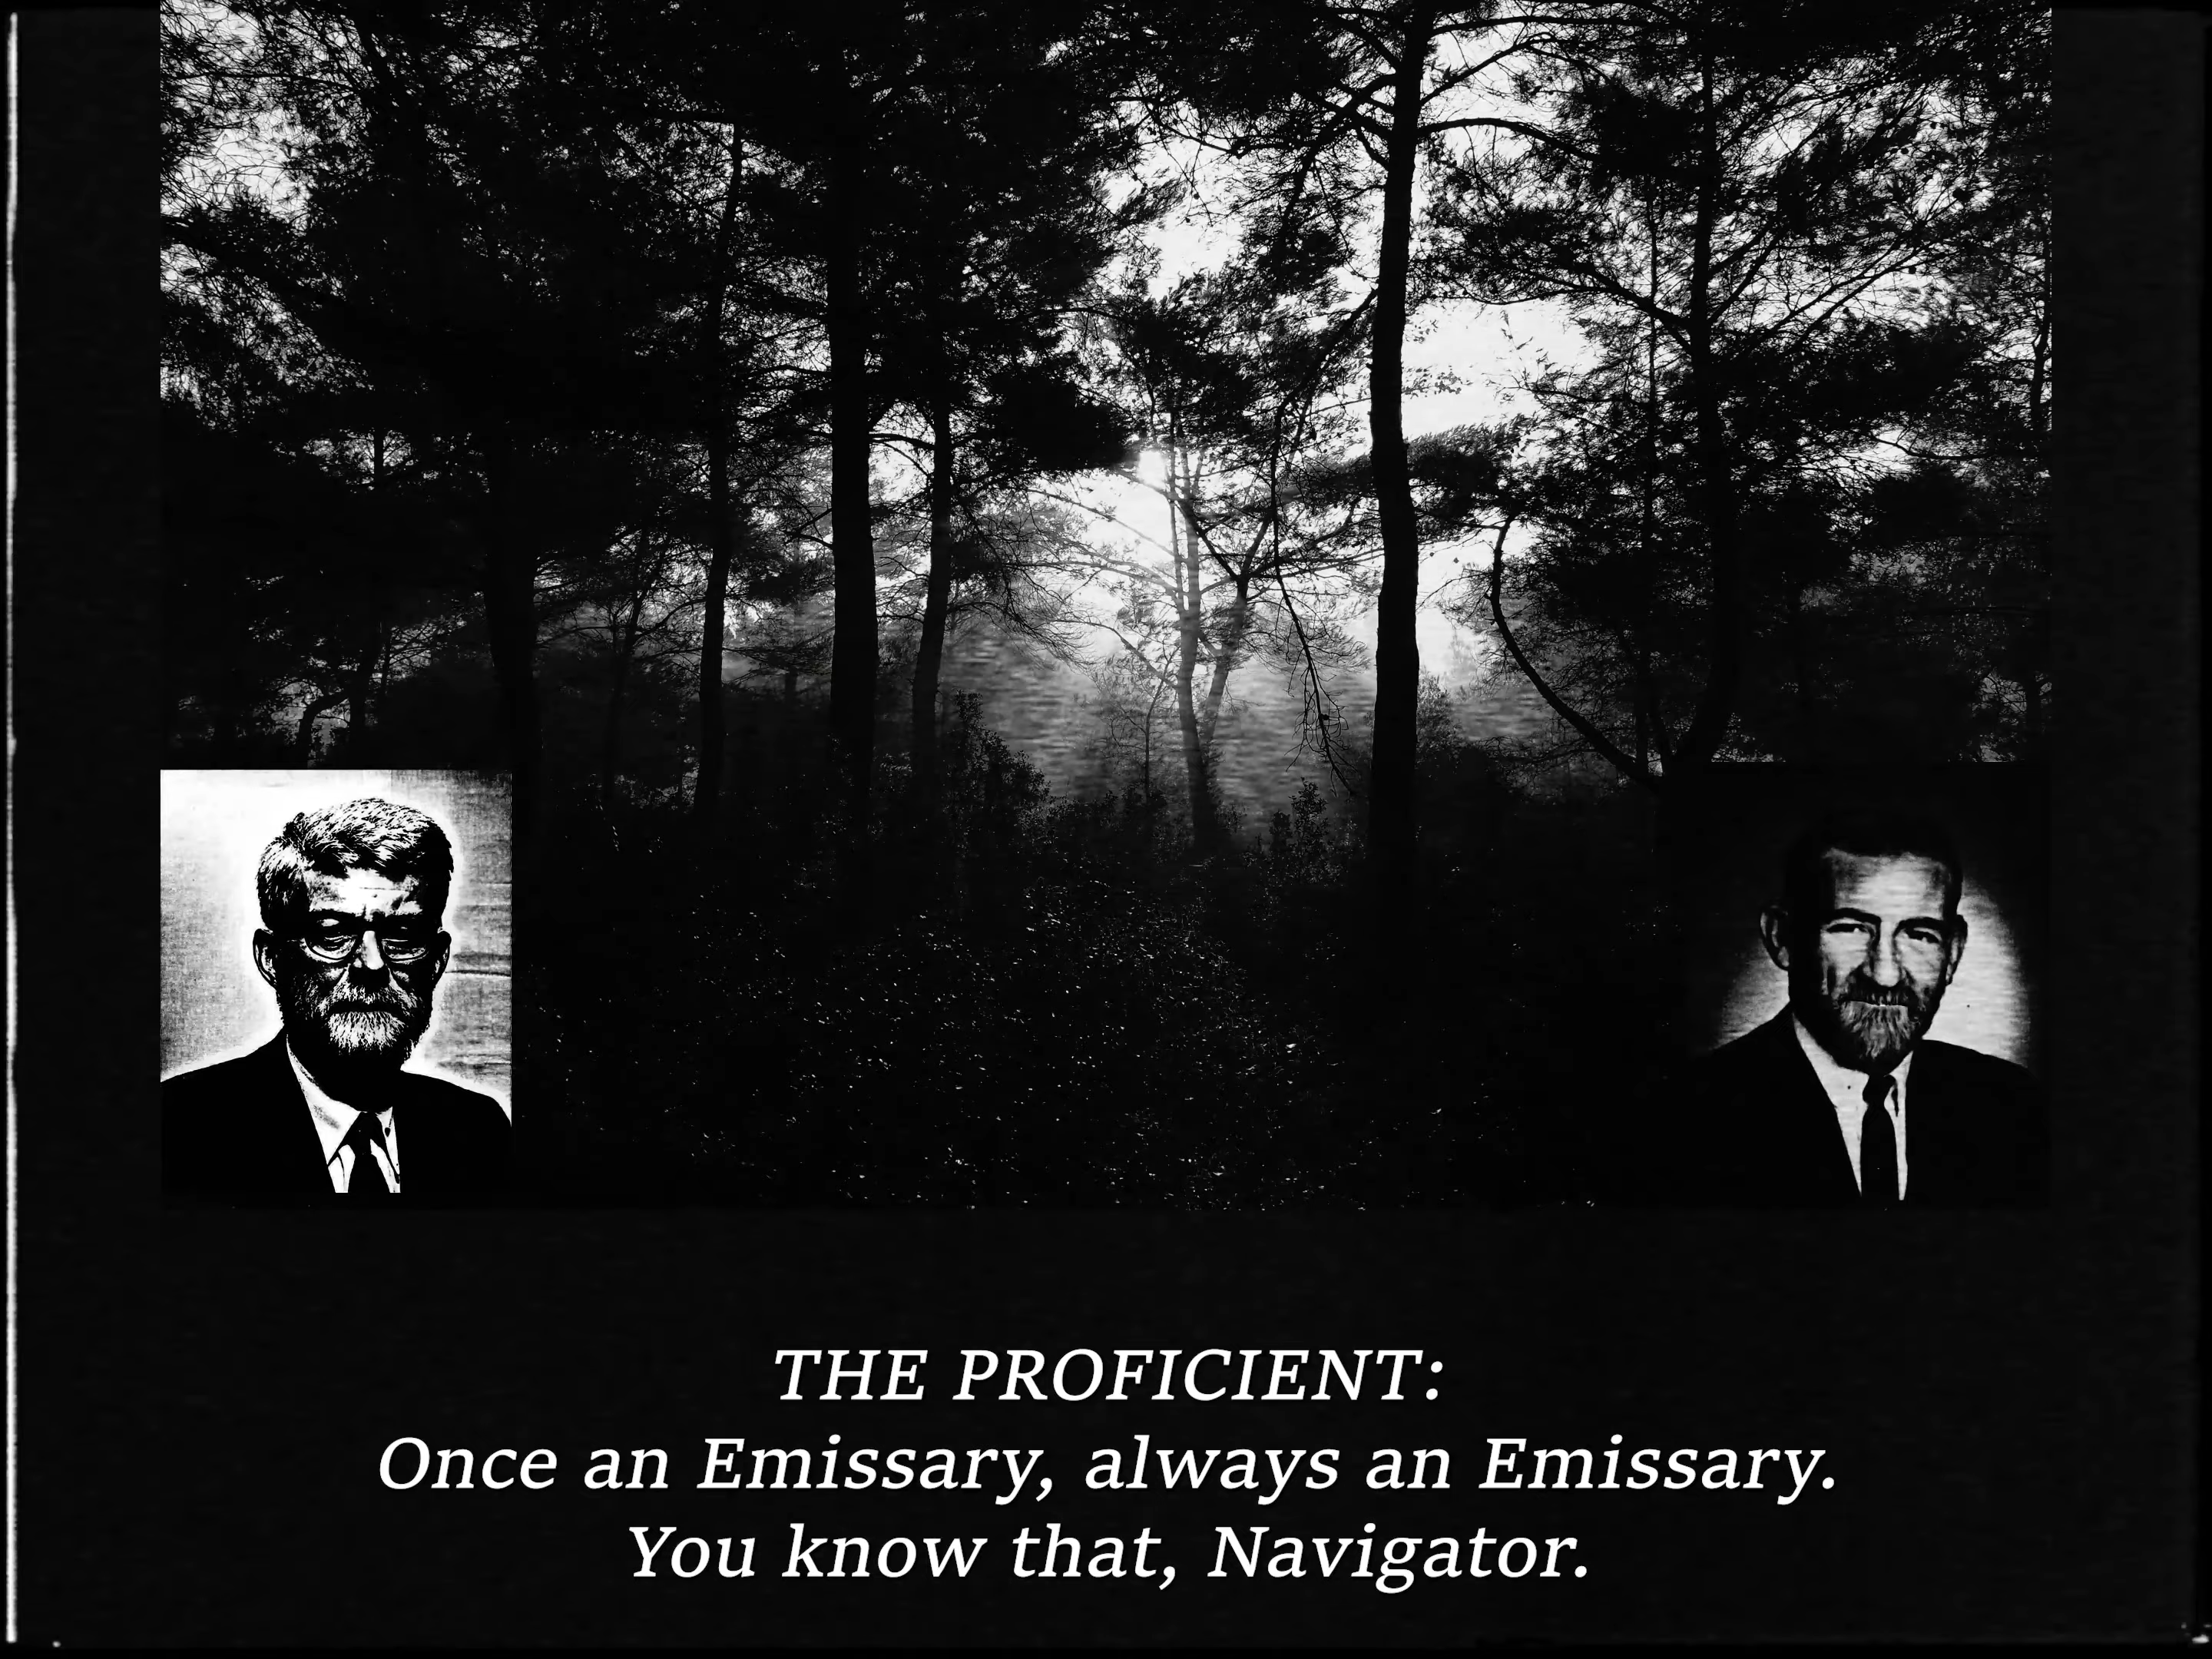 THE PROFICIENT:
Once an Emissary, always an Emissary.
You know that, Navigator.